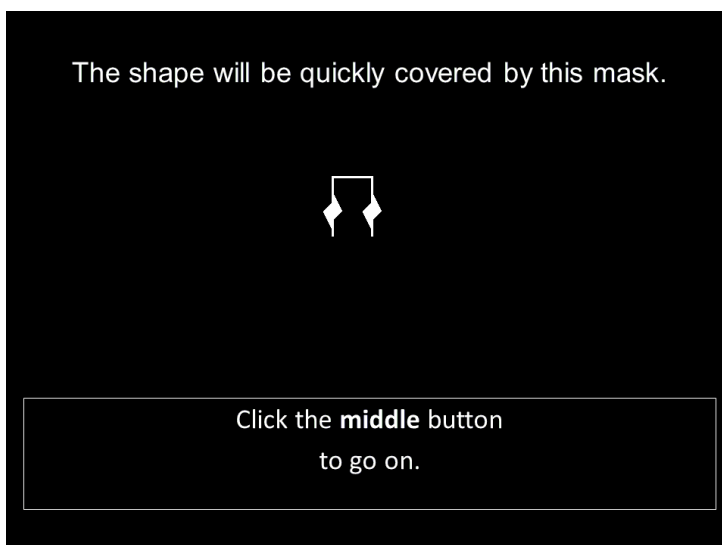 The shape will be quickly covered by this mask.
Click the middle button
to go on.